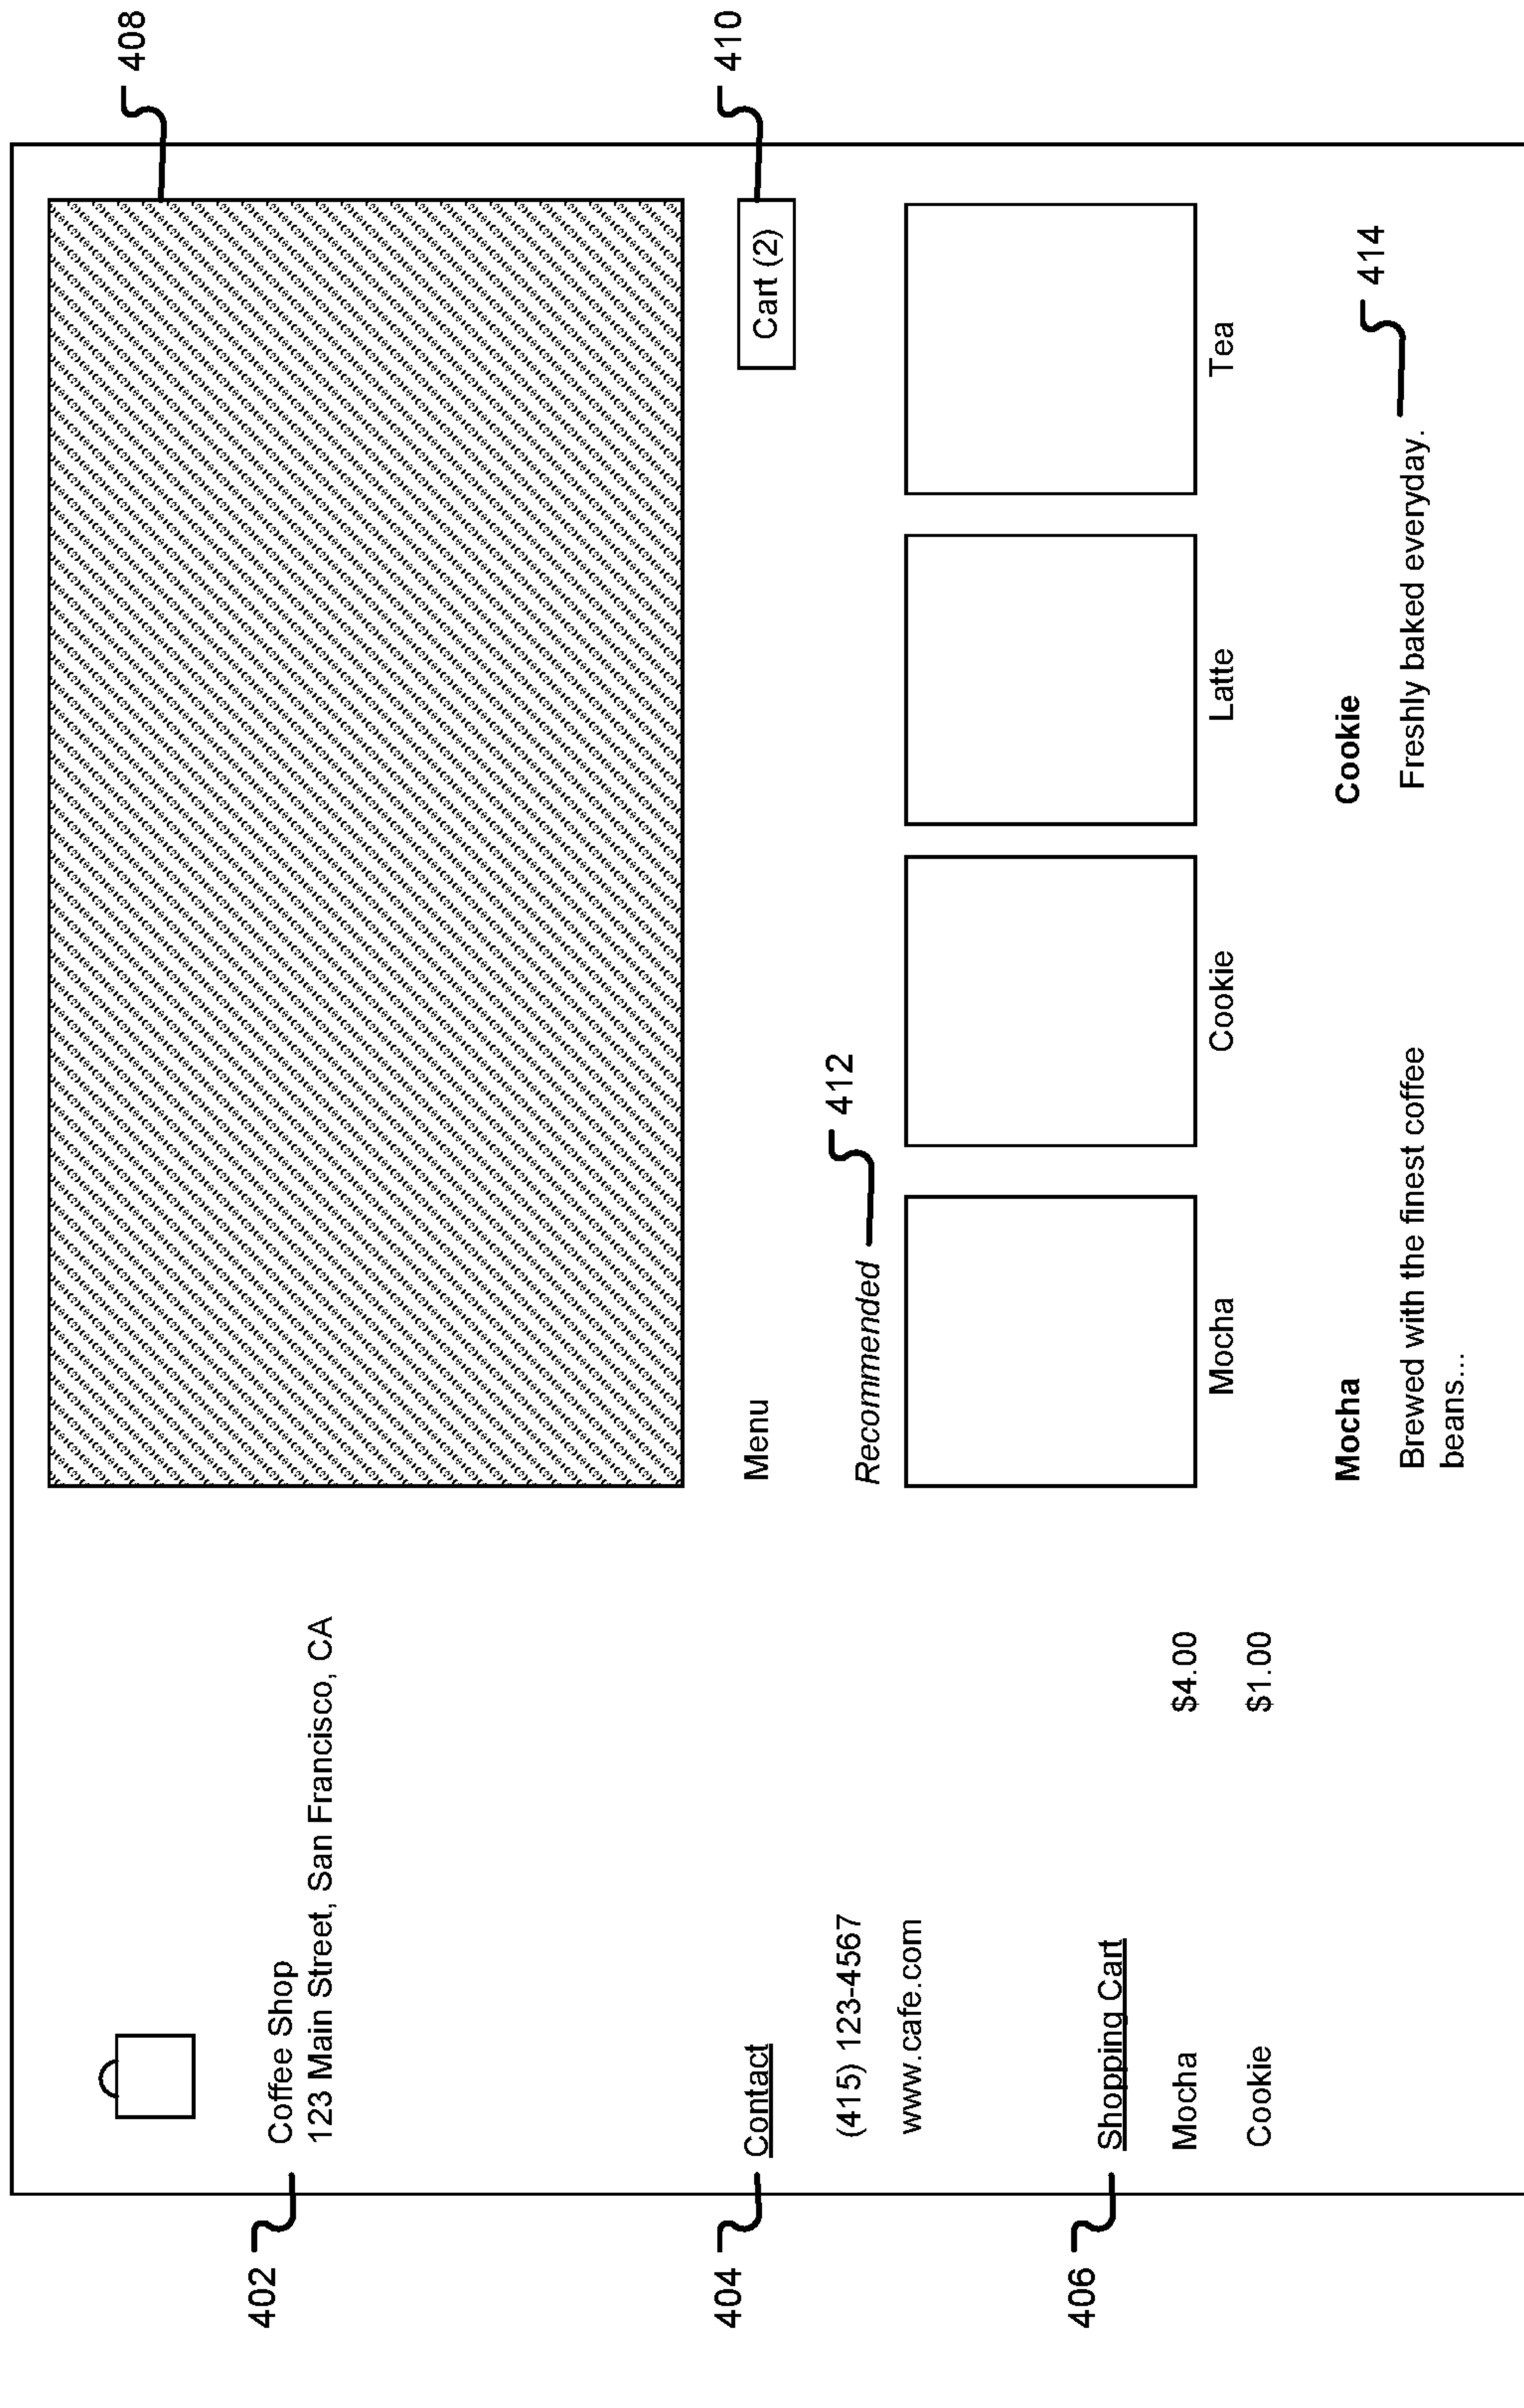 408
402
Coffee Shop
123 Main Street, San Francisco, CA
404
Contact
(415) 123-4567
www.cafe.com
406
Shopping Cart
Mocha $4.00
Cookie $1.00
Menu
Cart (2)
410
Recommended
412
Mocha
Cookie
Latte
Tea
Mocha
Brewed with the finest coffee
beans...
Cookie
Freshly baked everyday.
414